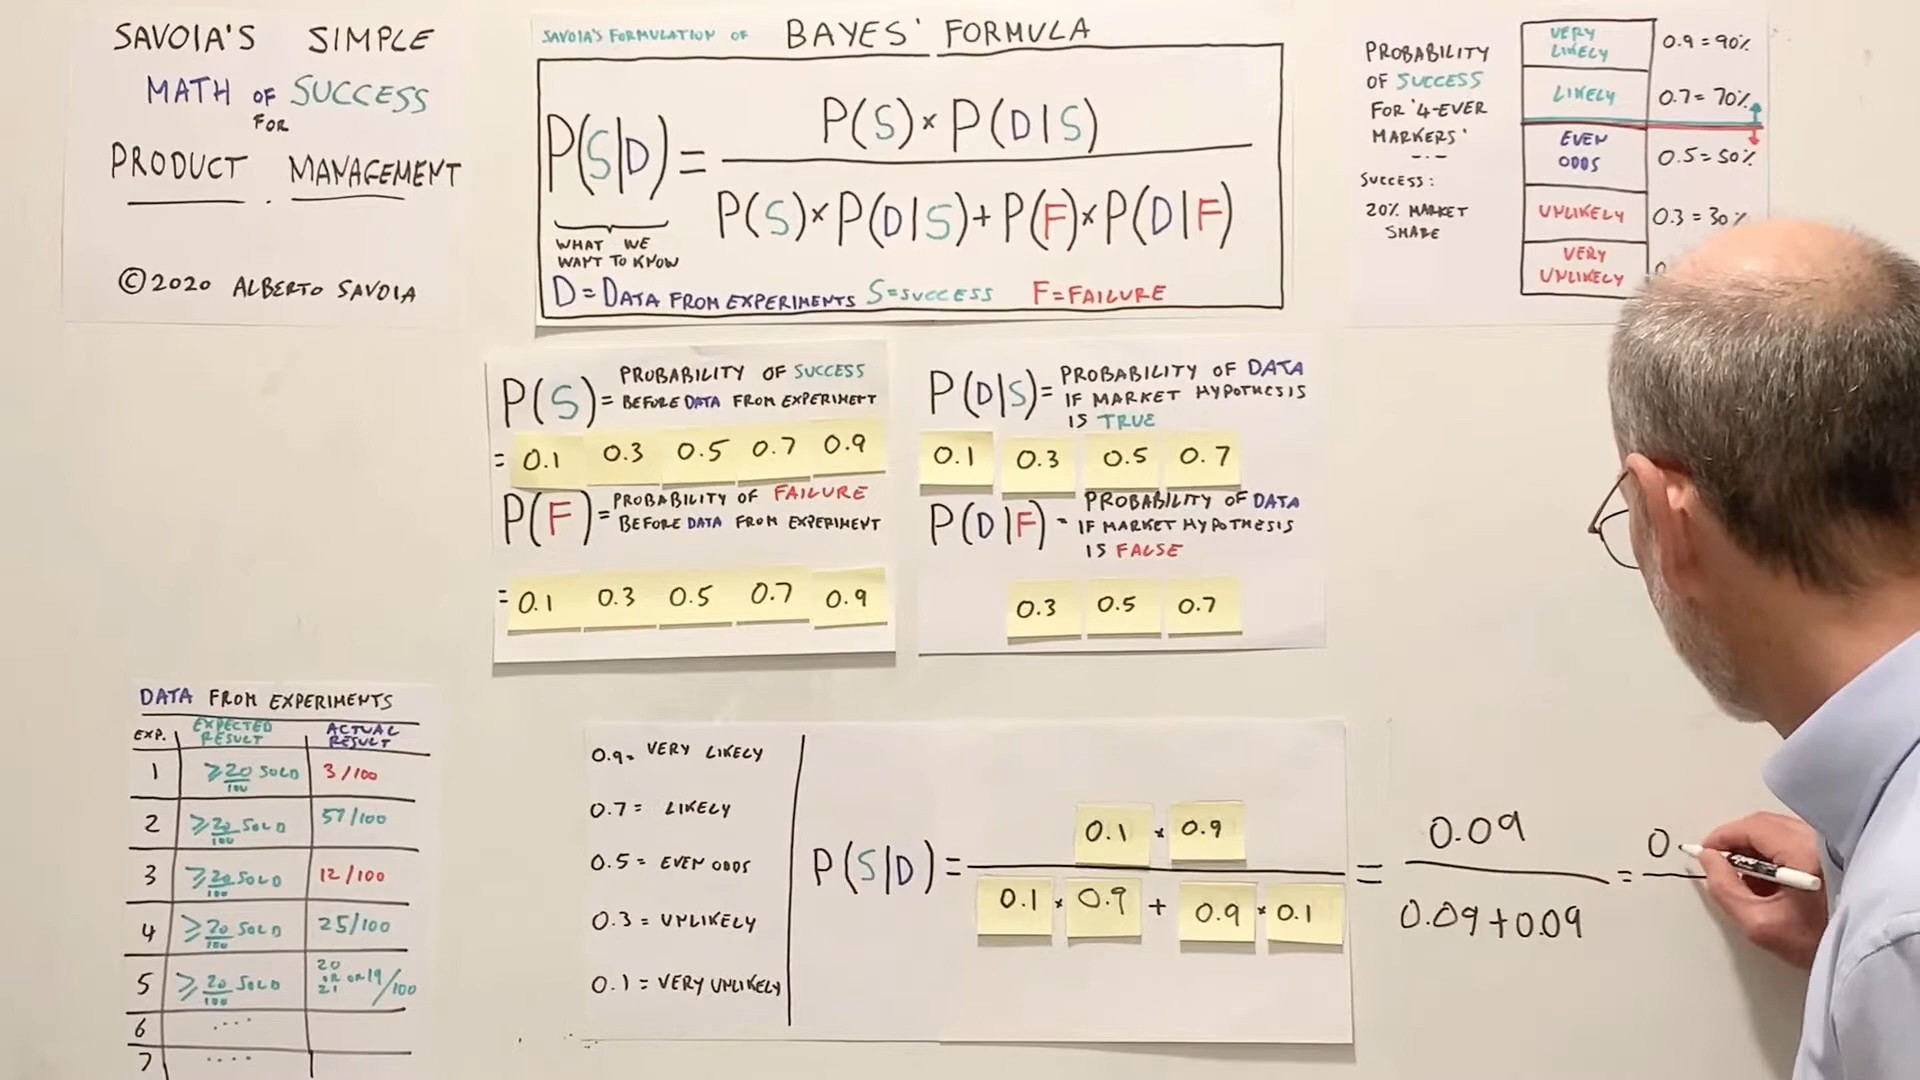 SAVOIA'S SIMPLE
MATH OF SUCCESS
FOR
PRODUCT MANAGEMENT
©2020 ALBERTO SAVOIA
SAVOIA'S FORMULATION OF BAYES' FORMULA
P(S|D) =
P(S) × P(D|S)
P(S) × P(D|S) + P(F) × P(D|F)
WHAT WE
WANT TO KNOW
D = DATA FROM EXPERIMENTS S = SUCCESS F = FAILURE
PROBABILITY
OF SUCCESS
FOR '4-EVER
MARKERS'
-.-
SUCCESS:
20% MARKET
SHARE
VERY LIKELY 0.9 = 90%
LIKELY 0.7 = 70%
EVEN ODDS 0.5 = 50%
UNLIKELY 0.3 = 30%
VERY UNLIKELY
P(S) = PROBABILITY OF SUCCESS
BEFORE DATA FROM EXPERIMENT
= 0.1 0.3 0.5 0.7 0.9
P(F) = PROBABILITY OF FAILURE
BEFORE DATA FROM EXPERIMENT
= 0.1 0.3 0.5 0.7 0.9
P(D|S) = PROBABILITY OF DATA
IF MARKET HYPOTHESIS
IS TRUE
0.1 0.3 0.5 0.7
P(D|F) - PROBABILITY OF DATA
IF MARKET HYPOTHESIS
IS FALSE
0.3 0.5 0.7
DATA FROM EXPERIMENTS
EXP. EXPECTED RESULT ACTUAL RESULT
1 ≥ 20/100 SOLD 3/100
2 ≥ 20/100 SOLD 57/100
3 ≥ 20/100 SOLD 12/100
4 ≥ 20/100 SOLD 25/100
5 ≥ 20/100 SOLD 20 OR 21 OR 19/100
6 ....
7 ....
0.9 = VERY LIKELY
0.7 = LIKELY
0.5 = EVEN ODDS
0.3 = UNLIKELY
0.1 = VERY UNLIKELY
P(S|D) =
0.1 × 0.9
0.1 × 0.9 + 0.9 × 0.1
=
0.09
0.09 + 0.09
= 0.